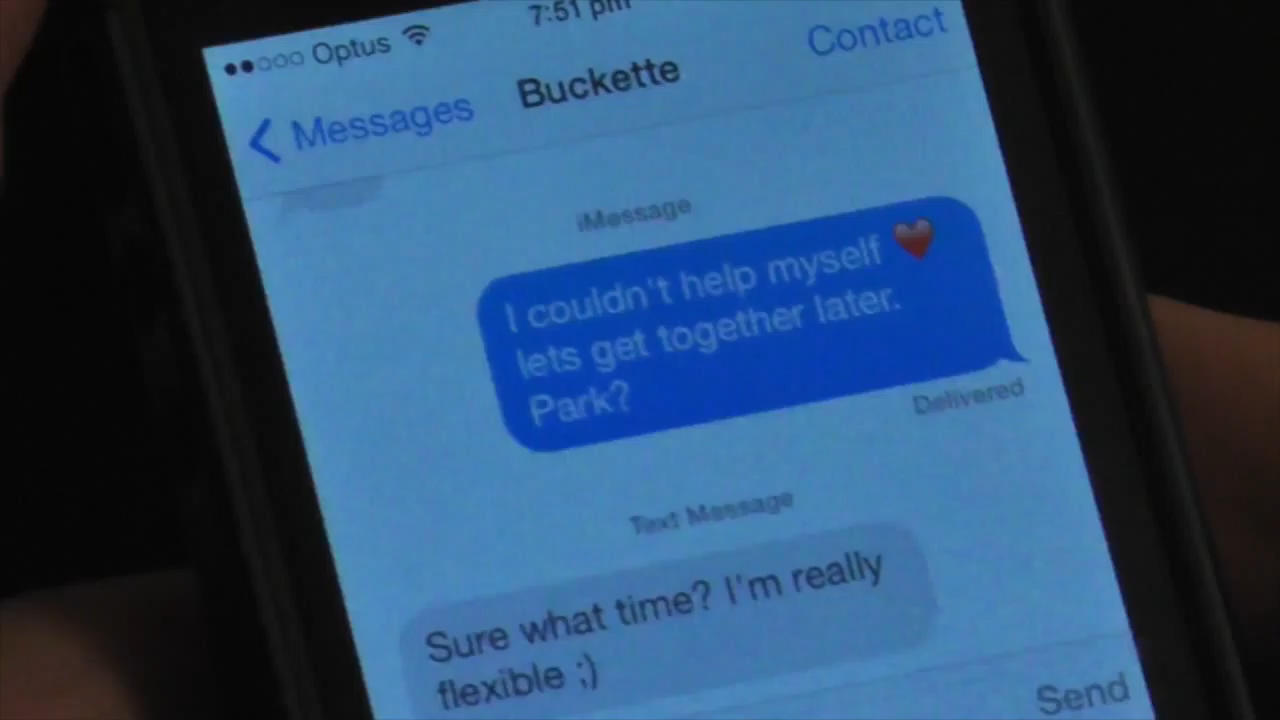 7:51 pm
Optus
Messages
Buckette
Contact
iMessage
I couldn't help myself ❤️
lets get together later.
Park?
Delivered
Text Message
Sure what time? I'm really
flexible ;)
Send